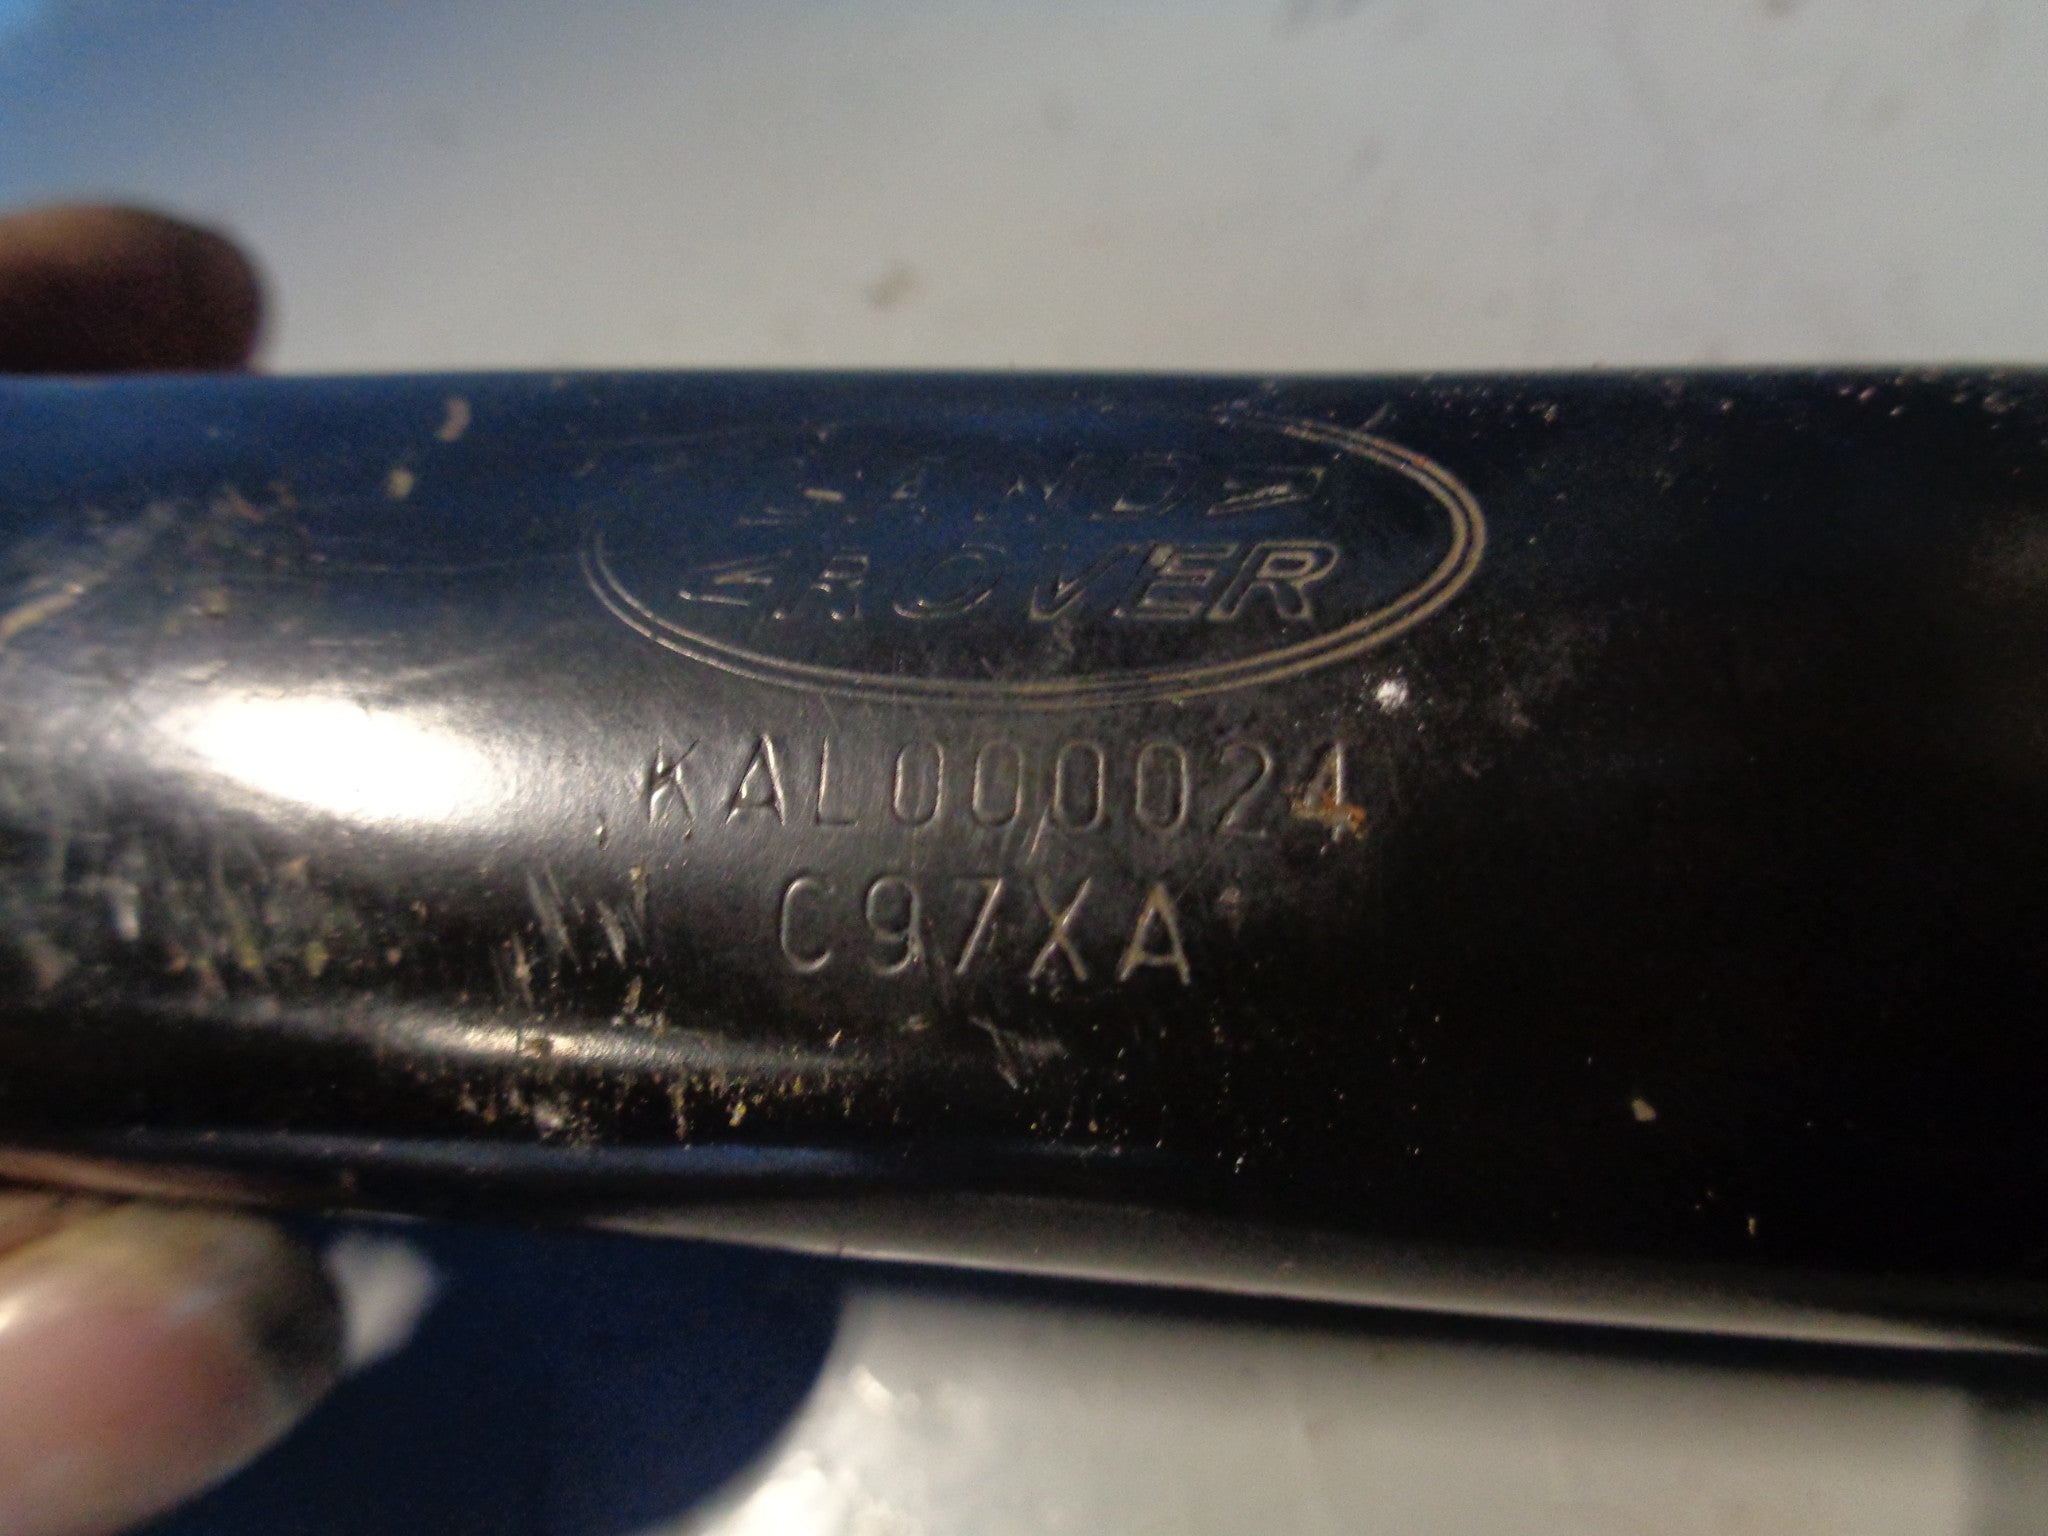 LAND
ROVER
KAL000024
C97XA